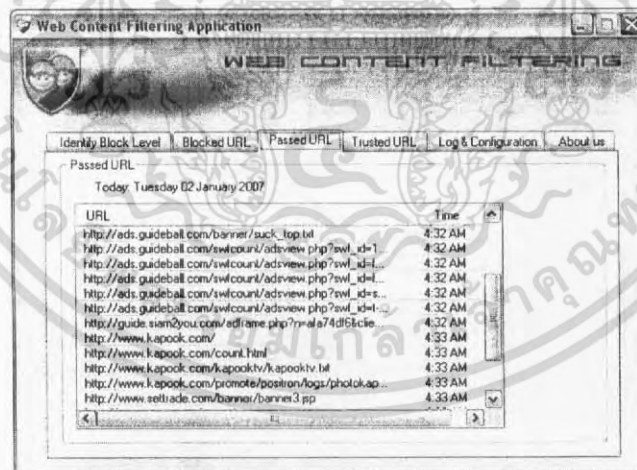 Web Content Filtering Application
WEB CONTENT FILTERING
Identify Block Level Blocked URL Passed URL Trusted URL Log & Configuration About us
Passed URL
Today: Tuesday 02 January 2007
URL Time
http://ads.guideball.com/banner/suck_top.txt 4:32 AM
http://ads.guideball.com/swfcount/adsview.php?swf_id=1... 4:32 AM
http://ads.guideball.com/swfcount/adsview.php?swf_id=... 4:32 AM
http://ads.guideball.com/swfcount/adsview.php?swf_id=... 4:32 AM
http://ads.guideball.com/swfcount/adsview.php?swf_id=s... 4:32 AM
http://ads.guideball.com/swfcount/adsview.php?swf_id=... 4:32 AM
http://guide.siam2you.com/adframe.php?n=a1a74df6&clie... 4:33 AM
http://www.kapook.com/ 4:33 AM
http://www.kapook.com/count.html 4:33 AM
http://www.kapook.com/kapooktv/kapooktv.txt 4:33 AM
http://www.kapook.com/promote/positron/logs/photokap... 4:33 AM
http://www.settrade.com/banner/banner3.jsp 4:33 AM